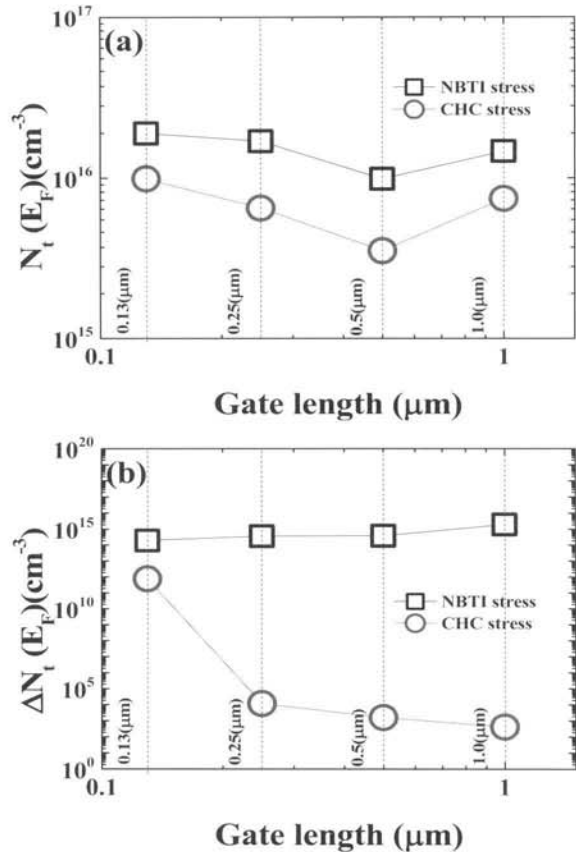 (a)
10^17
10^16
10^15
N_t (E_F)(cm^-3)
NBTI stress
CHC stress
0.13(μm)
0.25(μm)
0.5(μm)
1.0(μm)
0.1
1
Gate length (μm)
(b)
10^20
10^15
10^10
10^5
10^0
ΔN_t (E_F)(cm^-3)
NBTI stress
CHC stress
0.13(μm)
0.25(μm)
0.5(μm)
1.0(μm)
0.1
1
Gate length (μm)